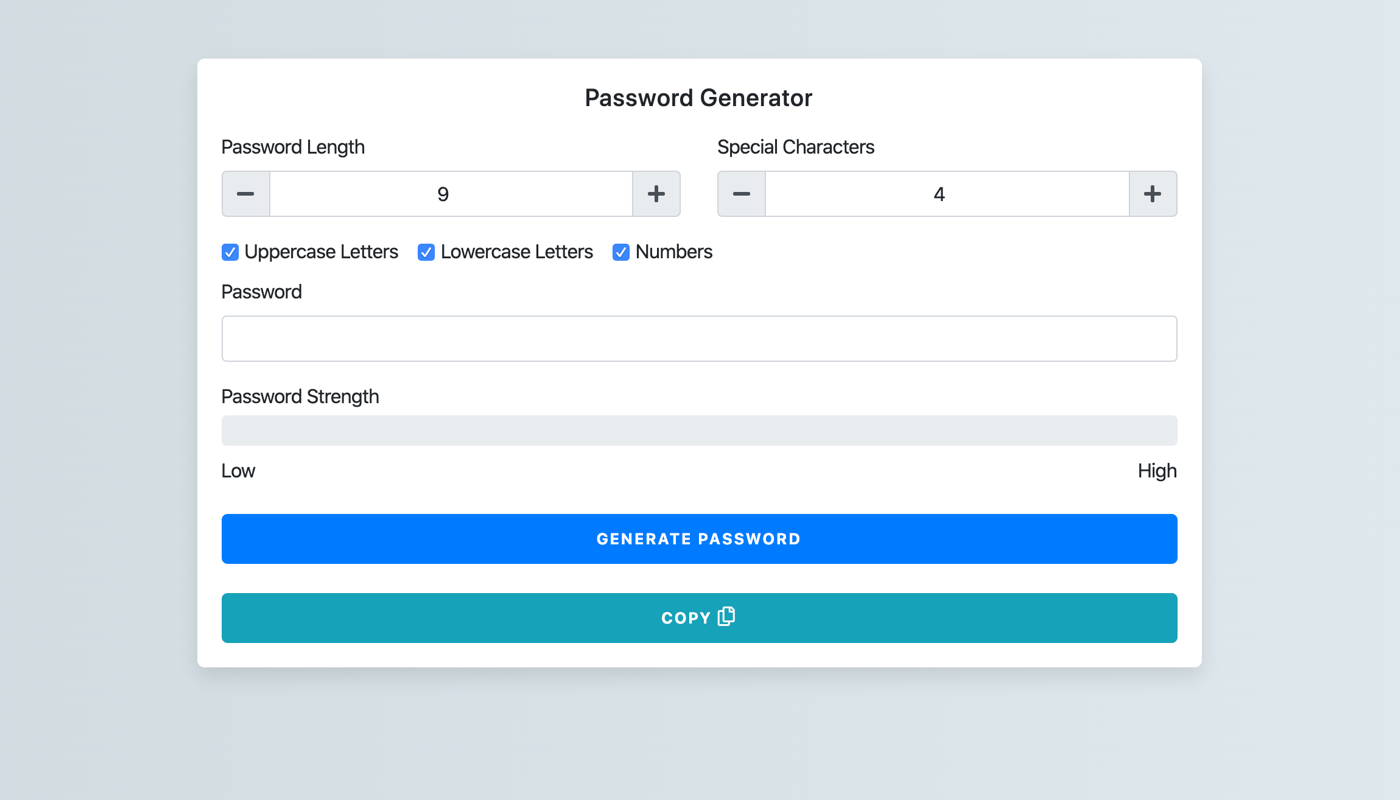 Password Generator
Password Length
Special Characters
9
4
Uppercase Letters Lowercase Letters Numbers
Password
Password Strength
Low
High
GENERATE PASSWORD
COPY